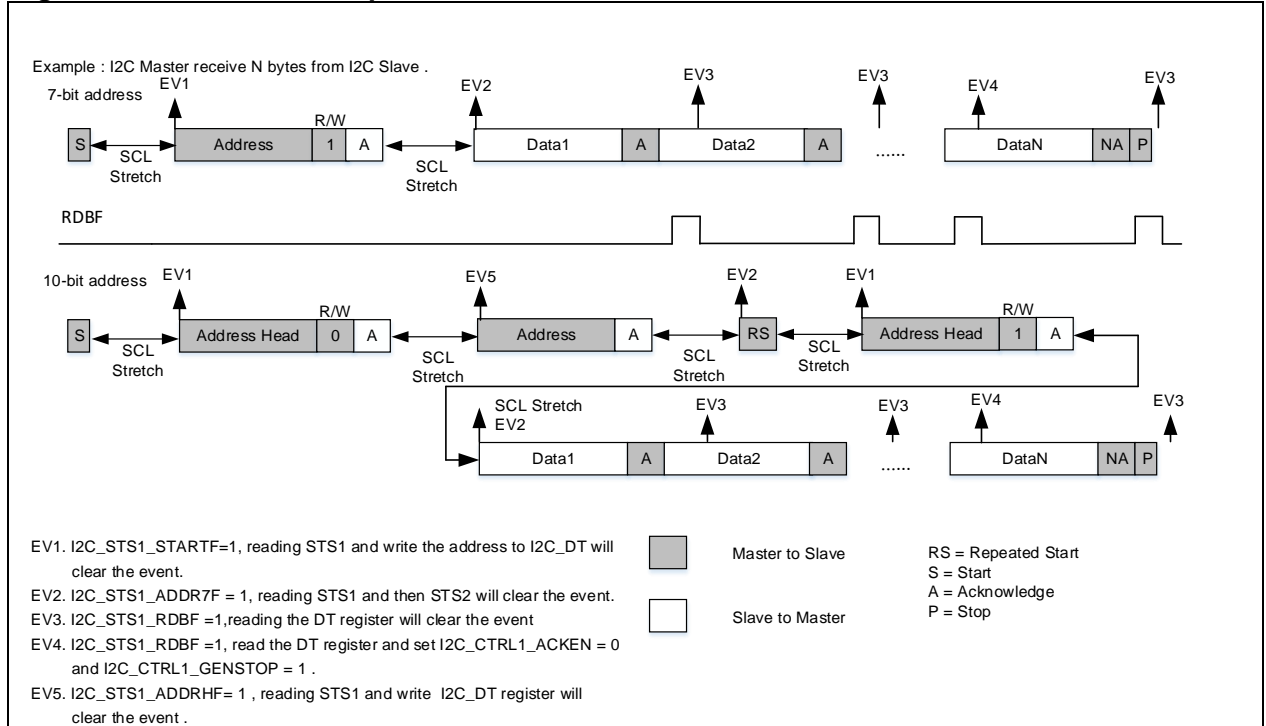 Example : I2C Master receive N bytes from I2C Slave .
7-bit address
EV1
EV2
EV3
EV3
EV4
EV3
R/W
S
SCL
Stretch
Address
1
A
SCL
Stretch
Data1
A
Data2
A
......
DataN
NA
P
RDBF
10-bit address
EV1
EV5
EV2
EV1
R/W
R/W
S
SCL
Stretch
Address Head
0
A
SCL
Stretch
Address
A
SCL
Stretch
RS
SCL
Stretch
Address Head
1
A
SCL Stretch
EV2
EV3
EV3
EV4
EV3
Data1
A
Data2
A
......
DataN
NA
P
EV1. I2C_STS1_STARTF=1, reading STS1 and write the address to I2C_DT will
clear the event.
EV2. I2C_STS1_ADDR7F = 1, reading STS1 and then STS2 will clear the event.
EV3. I2C_STS1_RDBF =1,reading the DT register will clear the event
EV4. I2C_STS1_RDBF =1, read the DT register and set I2C_CTRL1_ACKEN = 0
and I2C_CTRL1_GENSTOP = 1 .
EV5. I2C_STS1_ADDRHF= 1 , reading STS1 and write I2C_DT register will
clear the event .
Master to Slave
Slave to Master
RS = Repeated Start
S = Start
A = Acknowledge
P = Stop